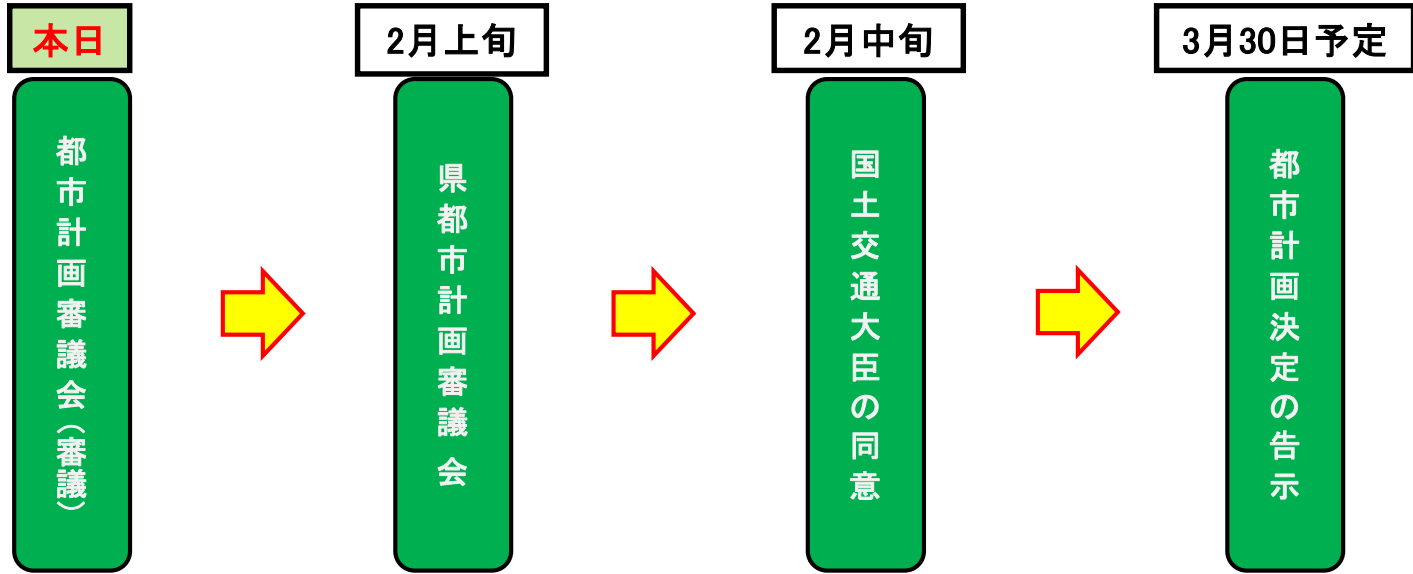 本日
都市計画審議会(審議)
2月上旬
県都市計画審議会
2月中旬
国土交通大臣の同意
3月30日予定
都市計画決定の告示